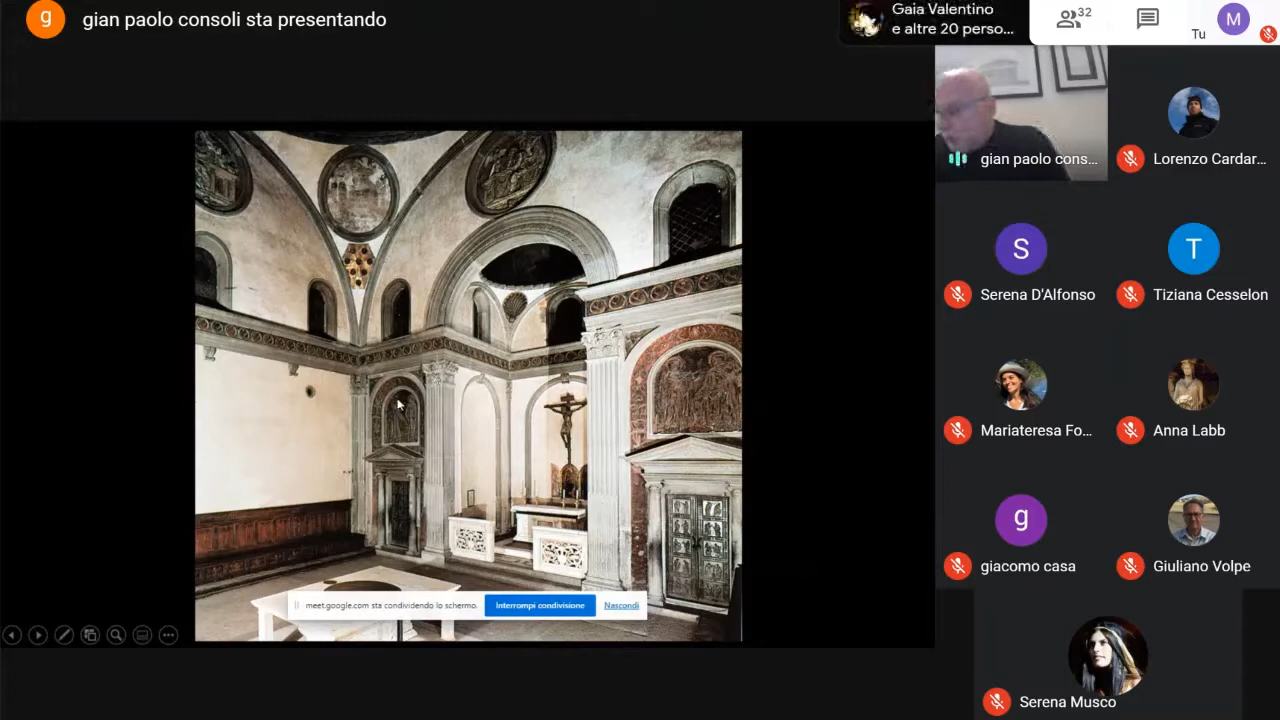 g
gian paolo consoli sta presentando
Gaia Valentino
e altre 20 perso...
32
Tu
M
gian paolo cons...
Lorenzo Cardar...
S
Serena D'Alfonso
T
Tiziana Cesselon
Mariateresa Fo...
Anna Labb
g
giacomo casa
Giuliano Volpe
Serena Musco
meet.google.com sta condividendo lo schermo.
Interrompi condivisione
Nascondi